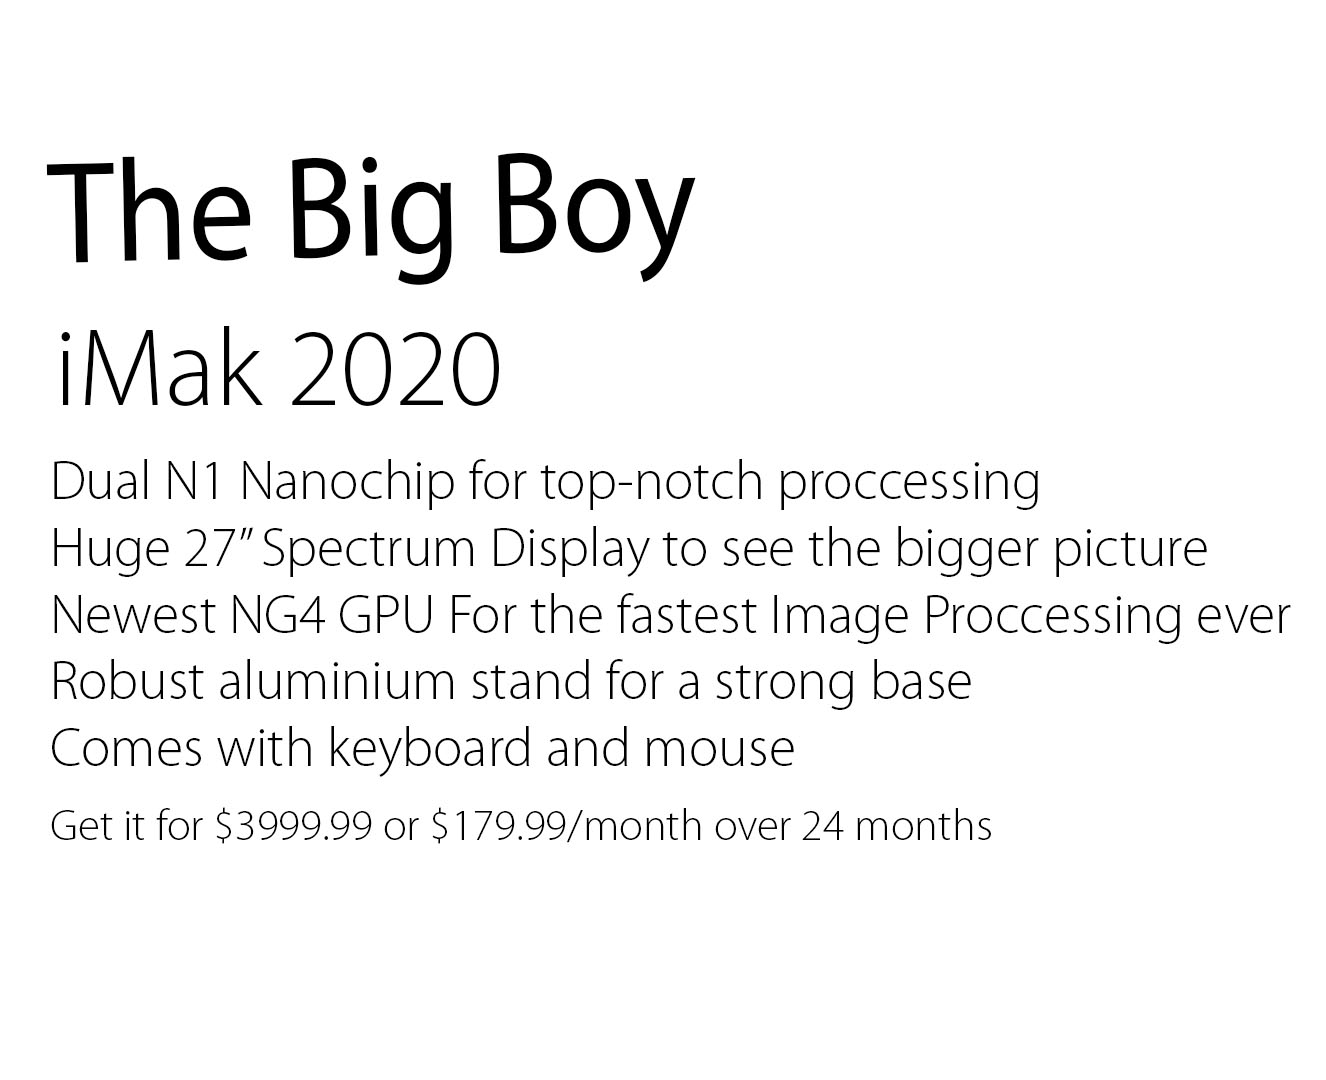 The Big Boy
iMak 2020
Dual N1 Nanochip for top-notch proccessing
Huge 27" Spectrum Display to see the bigger picture
Newest NG4 GPU For the fastest Image Proccessing ever
Robust aluminium stand for a strong base
Comes with keyboard and mouse
Get it for $3999.99 or $179.99/month over 24 months